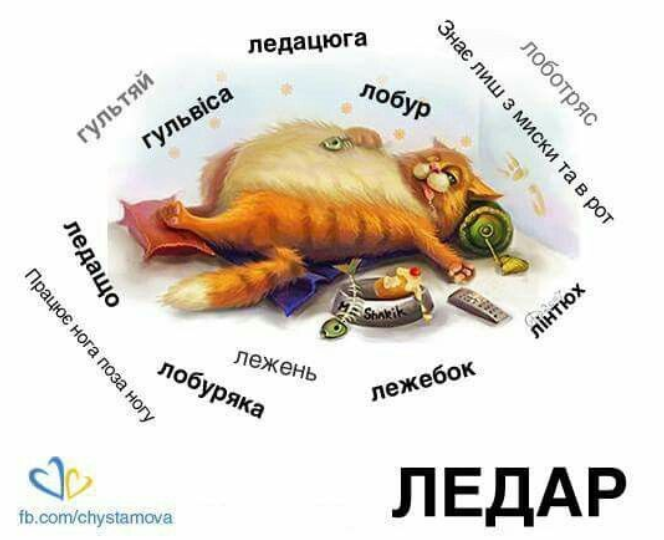 ледацюга
Знає лиш з миски та в рот
лоботряс
гультяй
гульвіса
лобур
ледащо
Працює нога поза ногу
Sharik
лінтюх
лежень
лобуряка
лежебок
ЛЕДАР
fb.com/chystamova